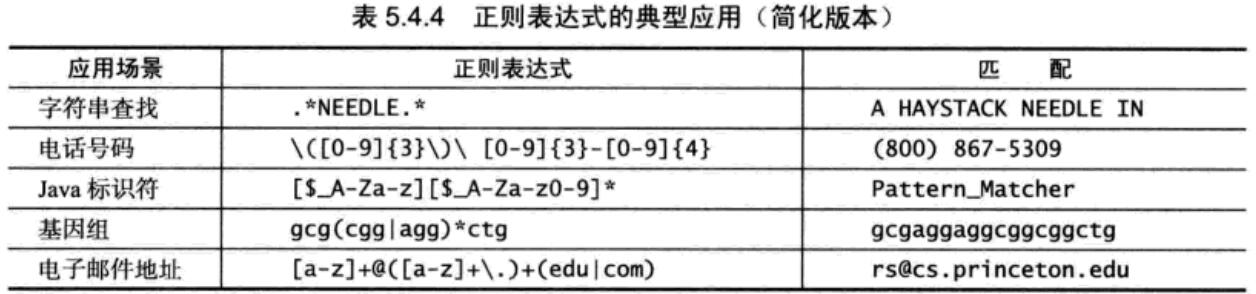 表 5.4.4 正则表达式的典型应用（简化版本）
应用场景 正则表达式 匹 配
字符串查找 .*NEEDLE.* A HAYSTACK NEEDLE IN
电话号码 \([0-9]{3}\)\ [0-9]{3}-[0-9]{4} (800) 867-5309
Java 标识符 [$_A-Za-z][$_A-Za-z0-9]* Pattern_Matcher
基因组 gcg(cgg|agg)*ctg gcgaggaggcggcggctg
电子邮件地址 [a-z]+@([a-z]+\.)+(edu|com) rs@cs.princeton.edu